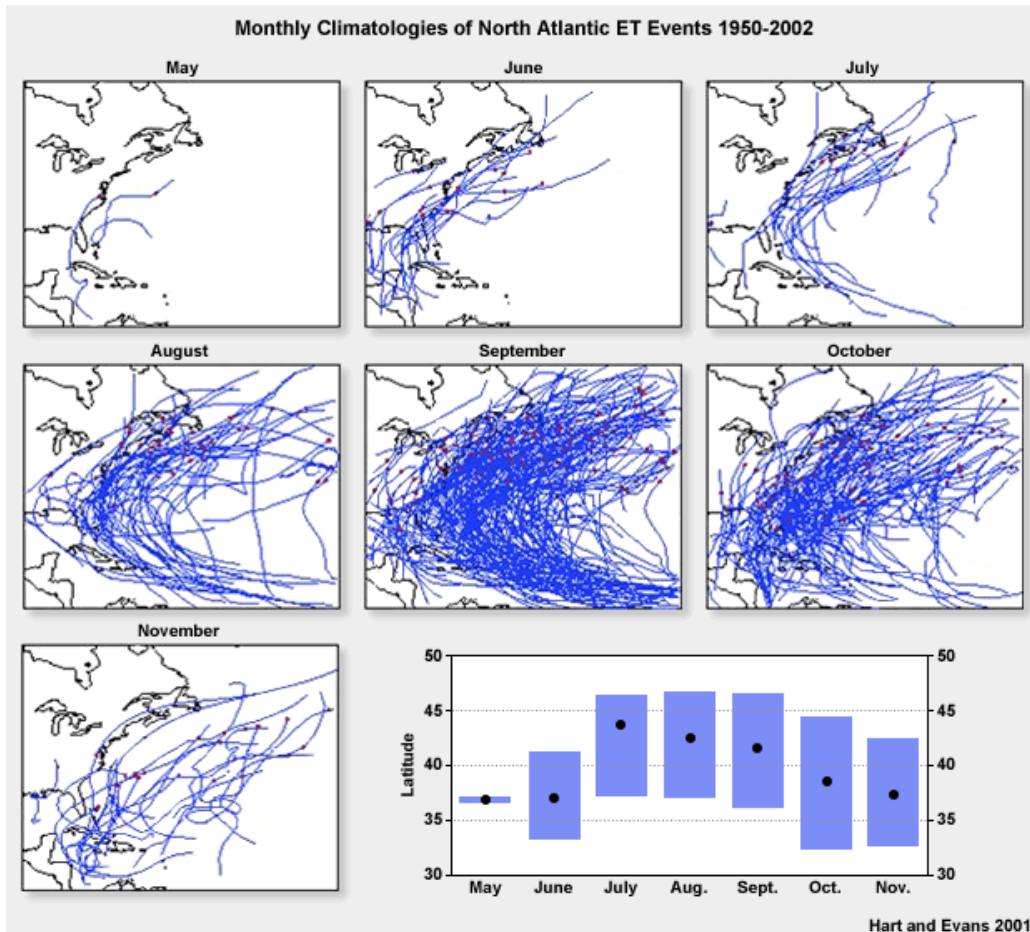 Monthly Climatologies of North Atlantic ET Events 1950-2002
May
June
July
August
September
October
November
50
45
40
35
30
Latitude
50
45
40
35
30
May June July Aug. Sept. Oct. Nov.
Hart and Evans 2001